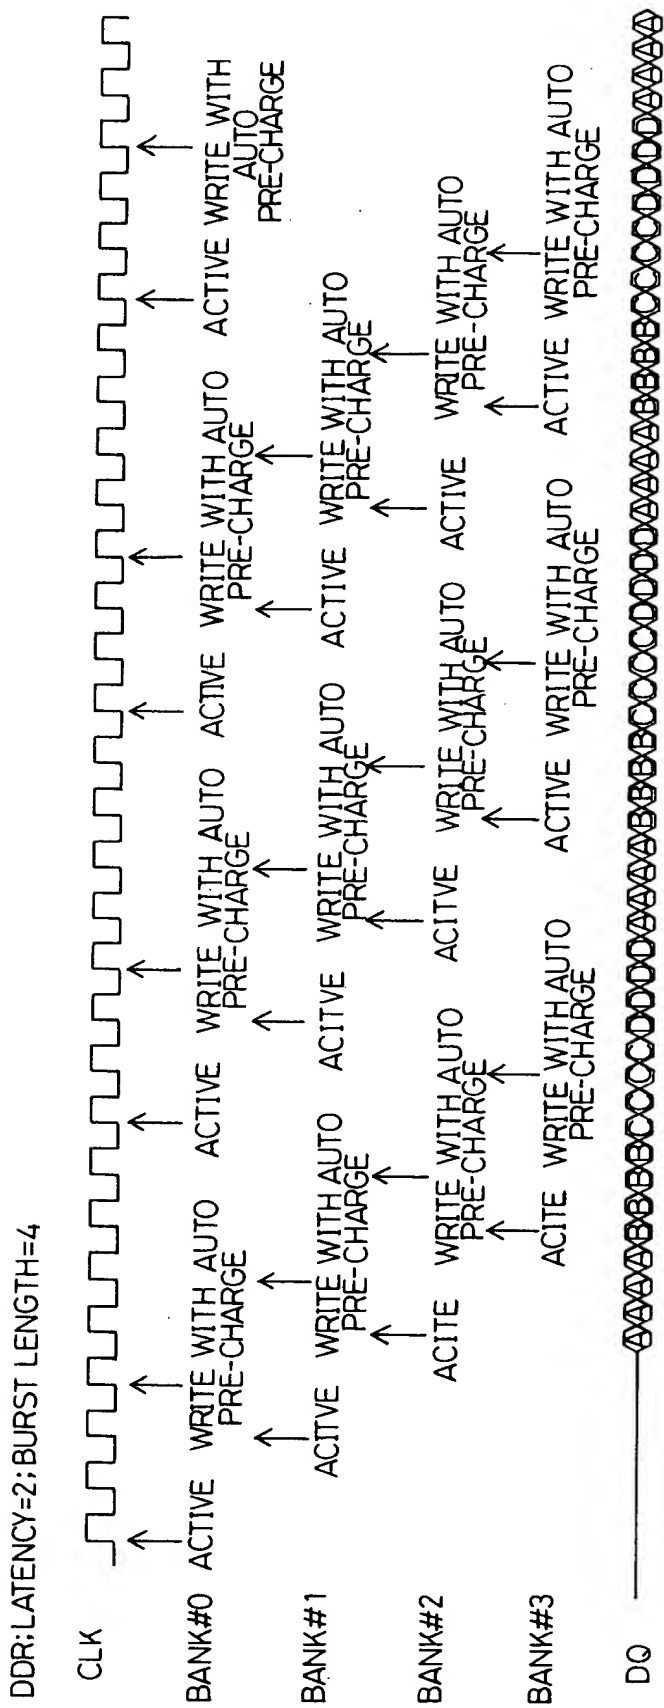 DDR;LATENCY=2;BURST LENGTH=4
CLK
BANK#0 ACTIVE WRITE WITH AUTO ACTIVE WRITE WITH AUTO ACTIVE WRITE WITH AUTO ACTIVE WRITE WITH
PRE-CHARGE PRE-CHARGE PRE-CHARGE AUTO
PRE-CHARGE
BANK#1 ACITVE WRITE WITH AUTO ACITVE WRITE WITH AUTO ACTIVE WRITE WITH AUTO
PRE-CHARGE PRE-CHARGE PRE-CHARGE
BANK#2 ACITE WRITE WITH AUTO ACITVE WRITE WITH AUTO ACTIVE WRITE WITH AUTO
PRE-CHARGE PRE-CHARGE PRE-CHARGE
BANK#3 ACITE WRITE WITH AUTO ACTIVE WRITE WITH AUTO ACTIVE WRITE WITH AUTO
PRE-CHARGE PRE-CHARGE PRE-CHARGE
DQ AAAABBBBCCCCDDDDAAAABBBBCCCCDDDDAAAABBBBCCCCDDDDAAAA